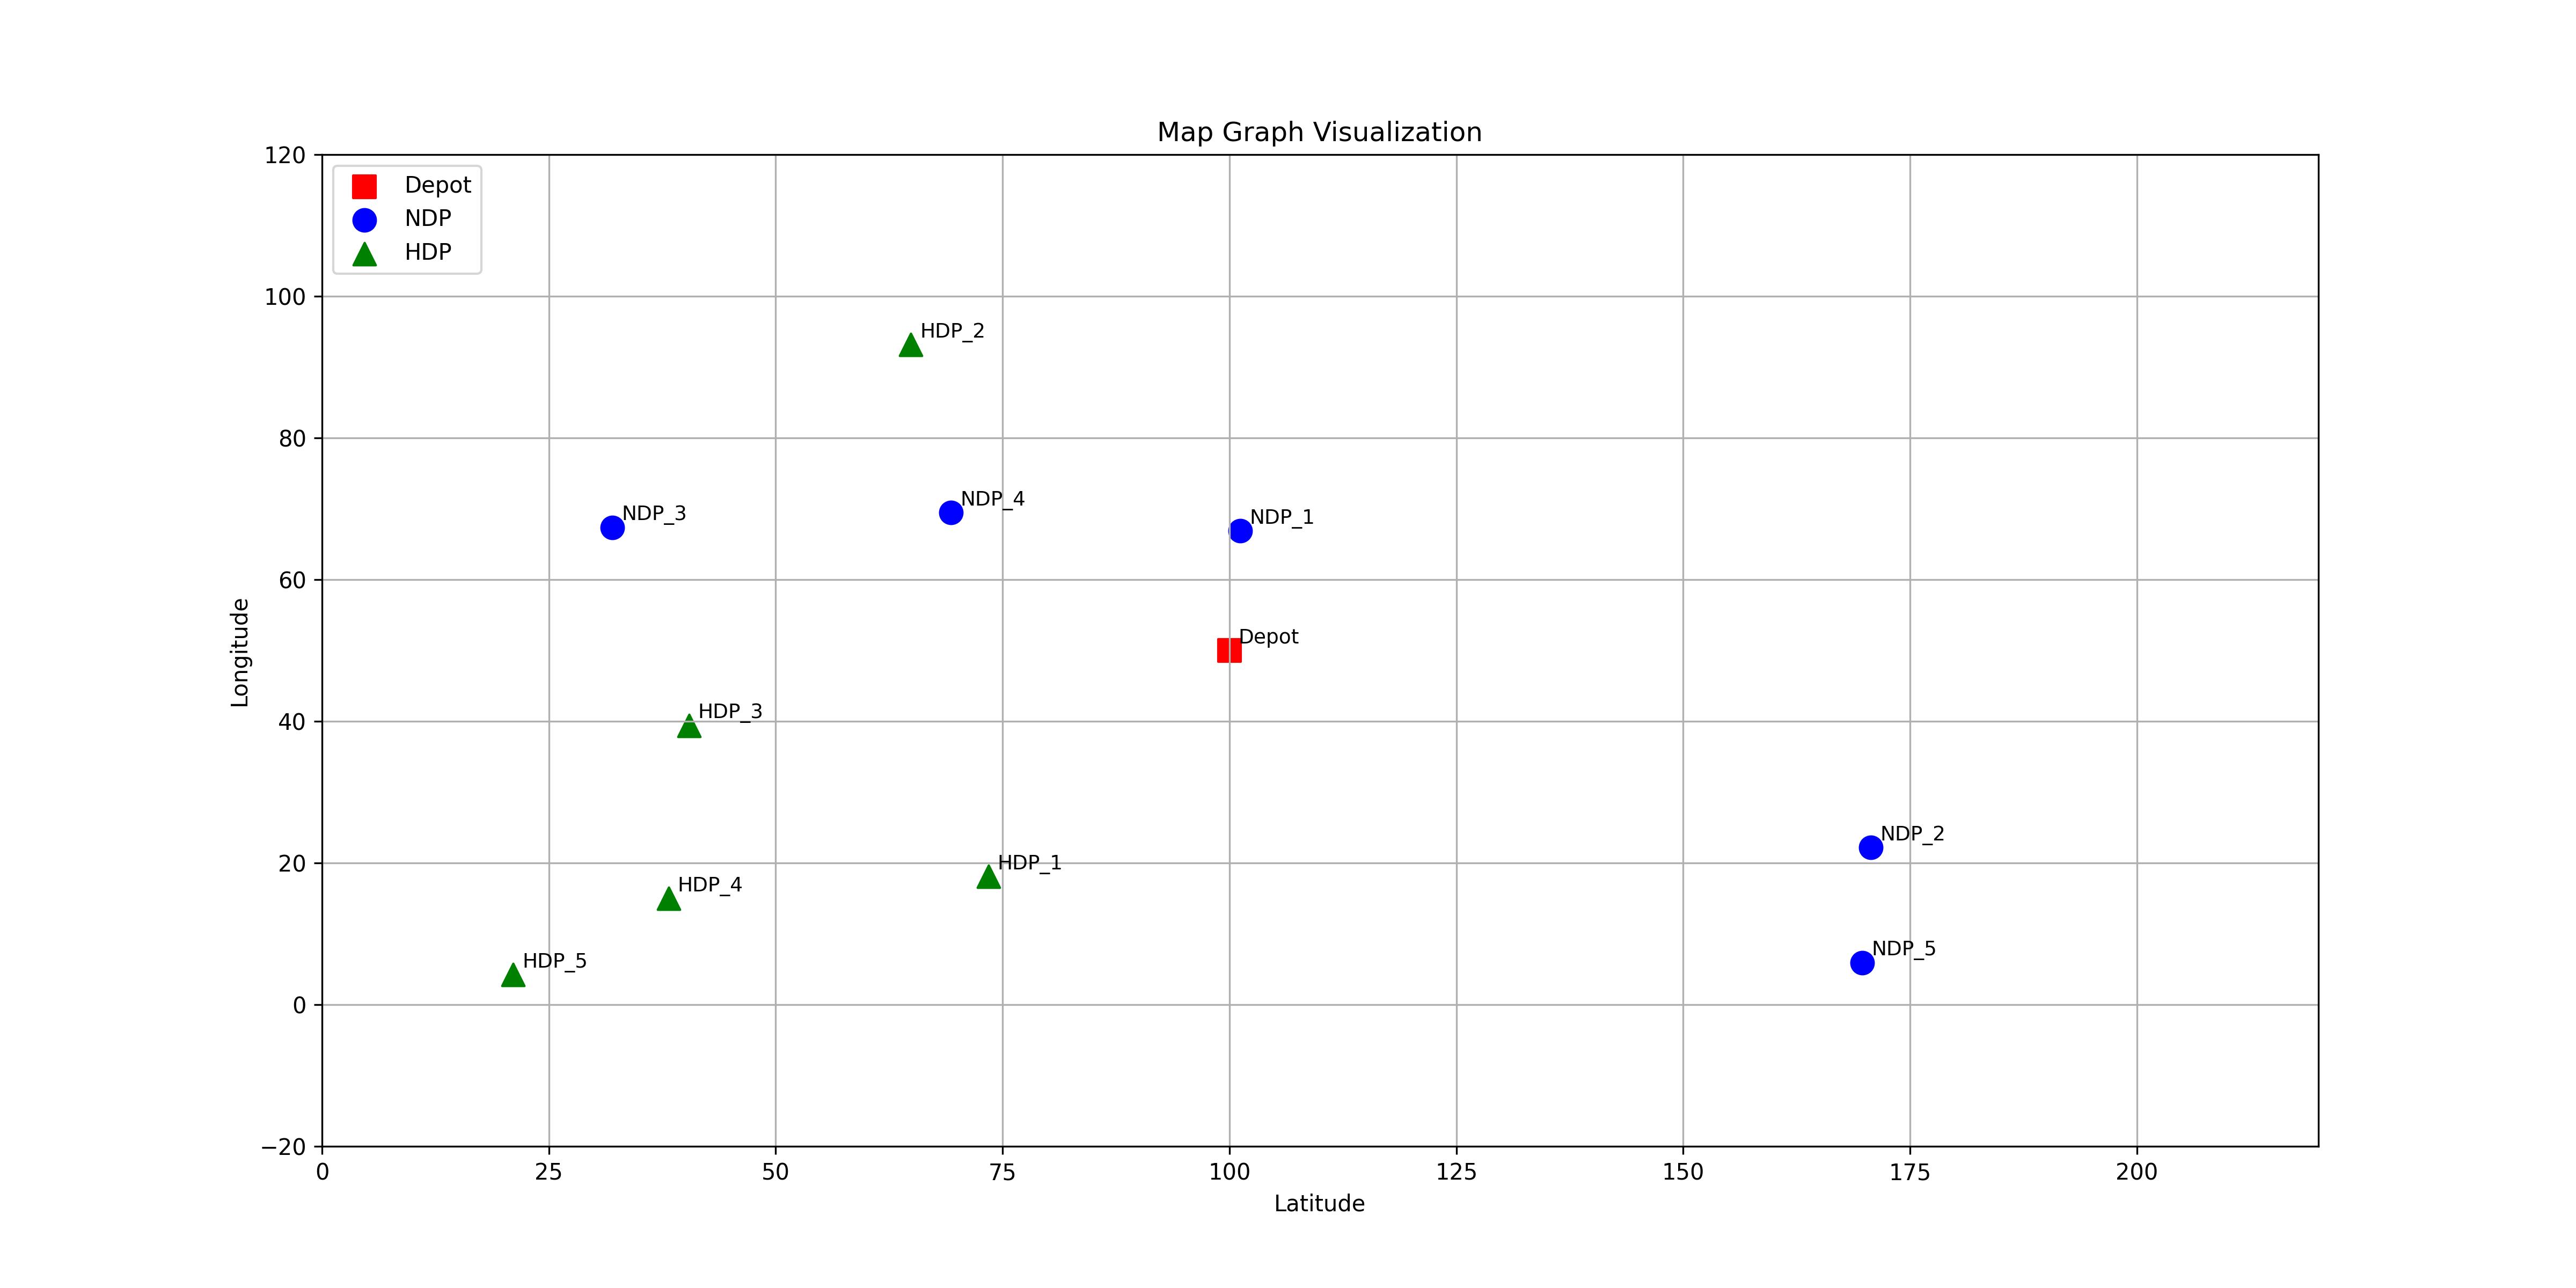 Map Graph Visualization
Depot
NDP
HDP
120
100
80
60
40
20
0
−20
Longitude
HDP_2
NDP_4
NDP_3
NDP_1
Depot
HDP_3
NDP_2
HDP_1
HDP_4
HDP_5
NDP_5
0 25 50 75 100 125 150 175 200
Latitude